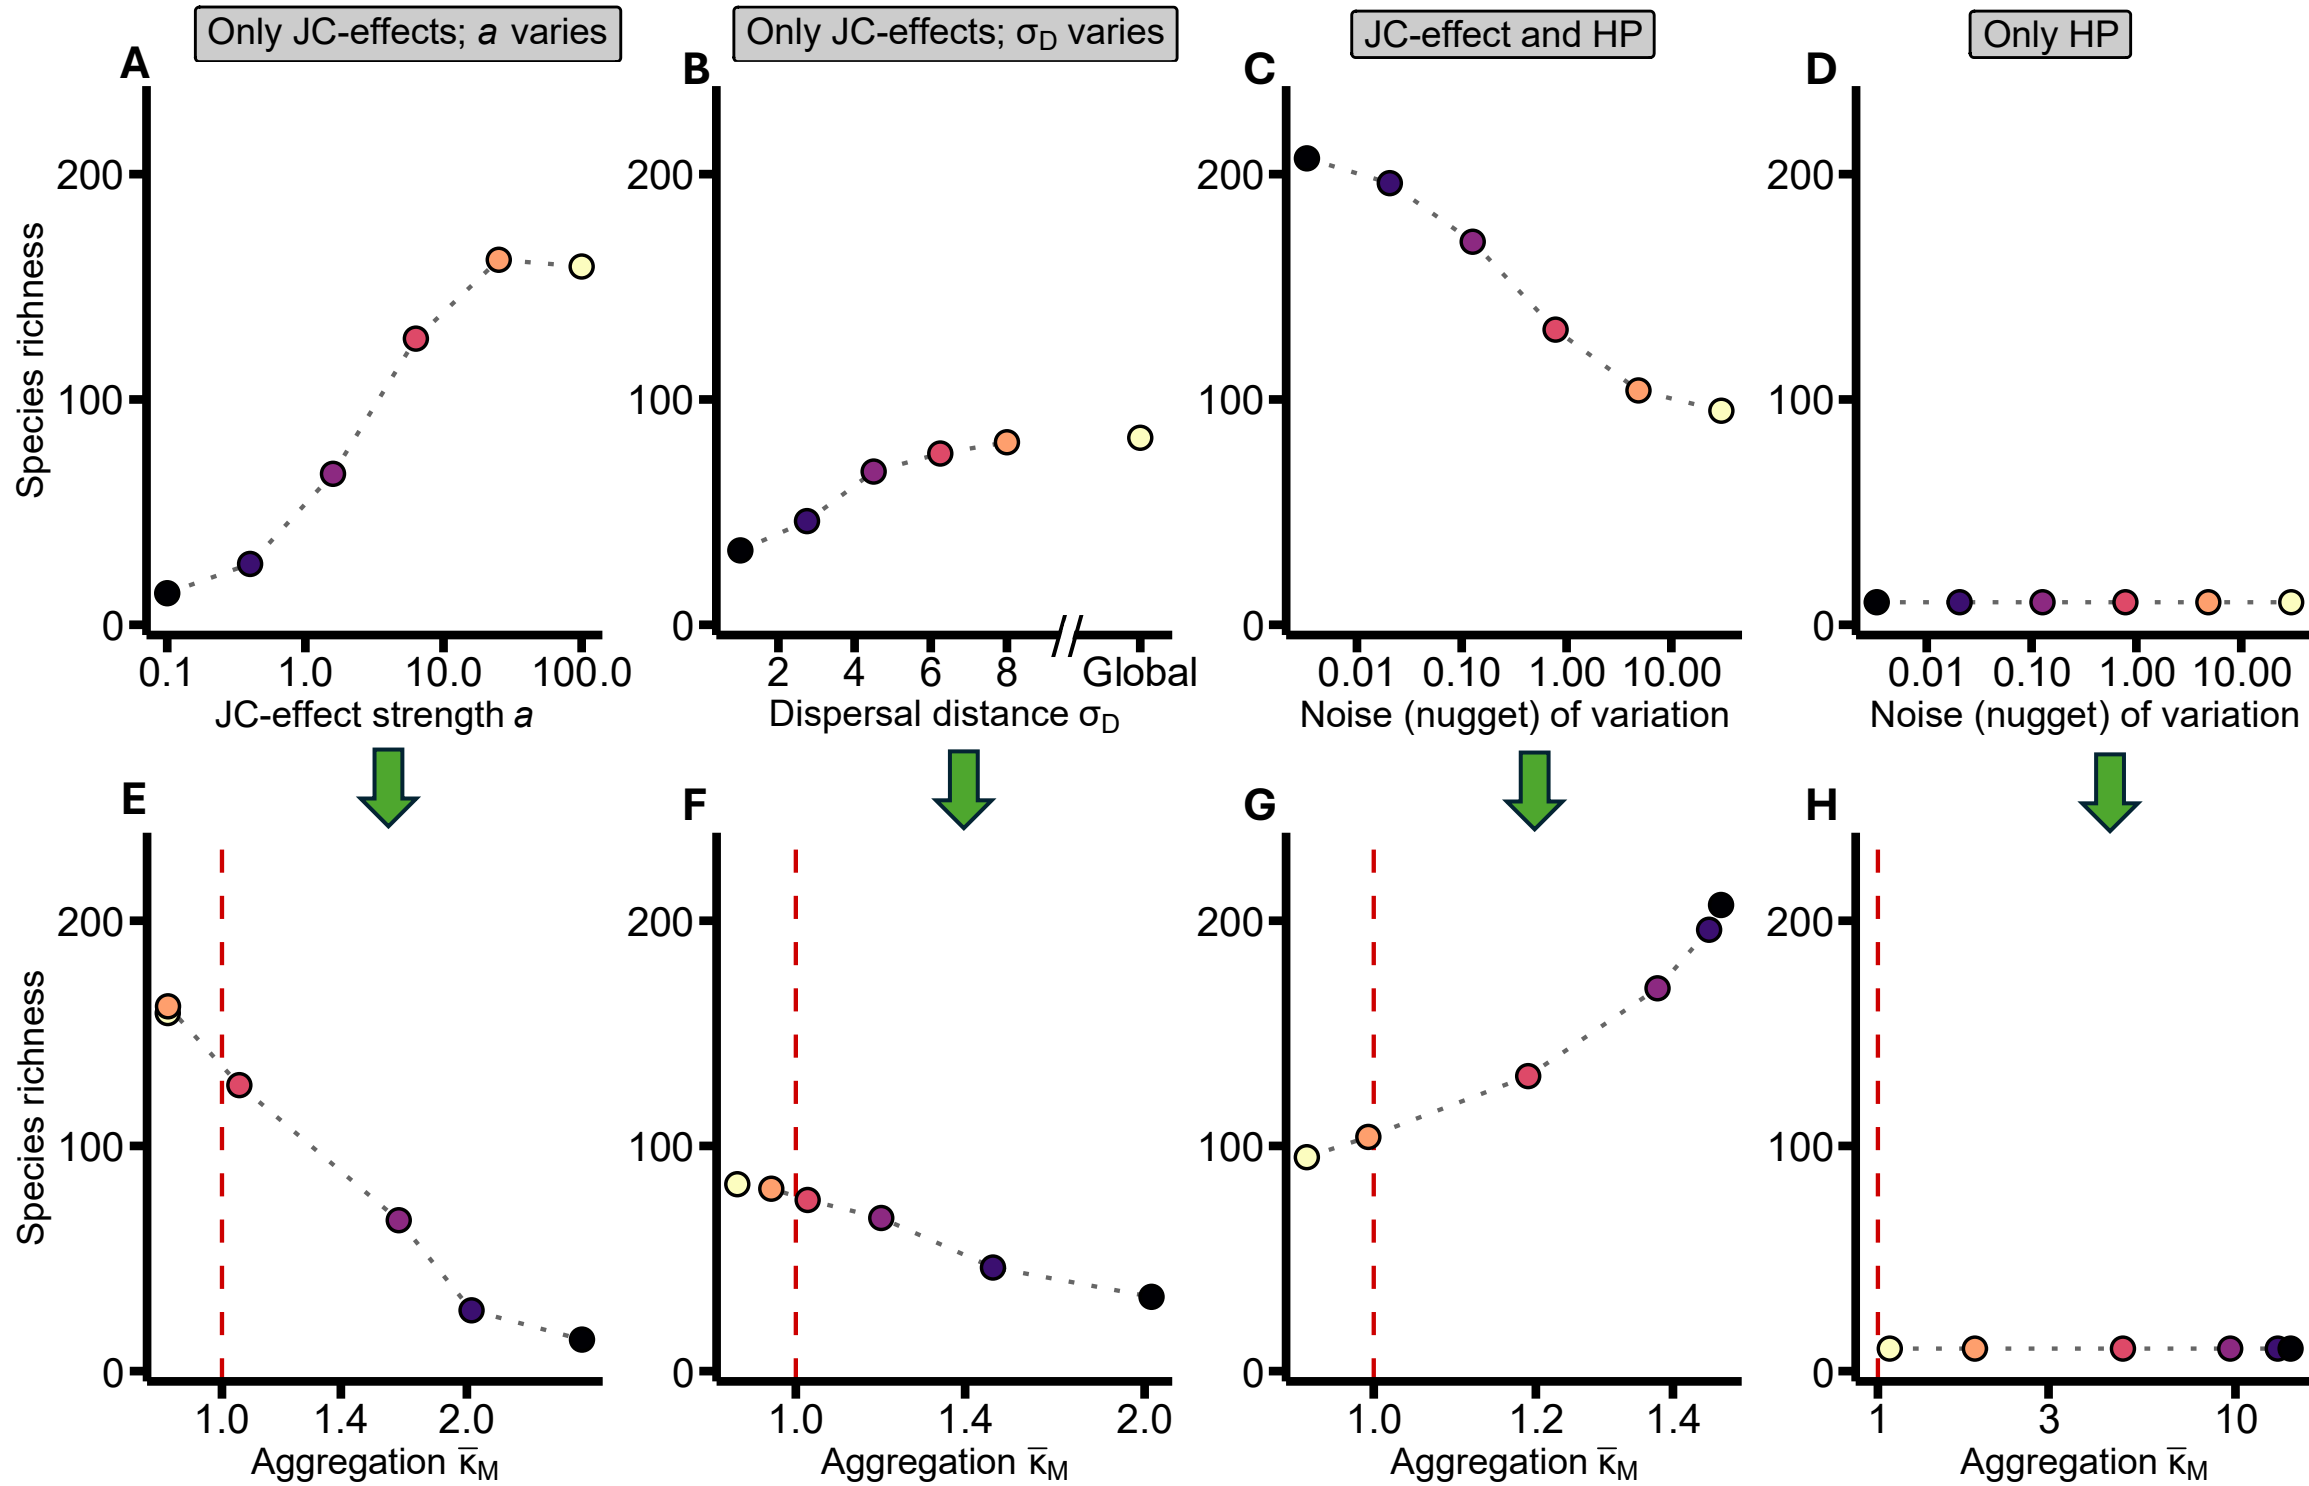 Only JC-effects; a varies
Only JC-effects; σD varies
JC-effect and HP
Only HP
A
B
C
D
Species richness
200
100
0
0.1
1.0
10.0
100.0
JC-effect strength a
200
100
0
2
4
6
8
Global
Dispersal distance σD
200
100
0
0.01
0.10
1.00
10.00
Noise (nugget) of variation
200
100
0
0.01
0.10
1.00
10.00
Noise (nugget) of variation
E
F
G
H
Species richness
200
100
0
1.0
1.4
2.0
Aggregation κ̅M
200
100
0
1.0
1.4
2.0
Aggregation κ̅M
200
100
0
1.0
1.2
1.4
Aggregation κ̅M
200
100
0
1
3
10
Aggregation κ̅M